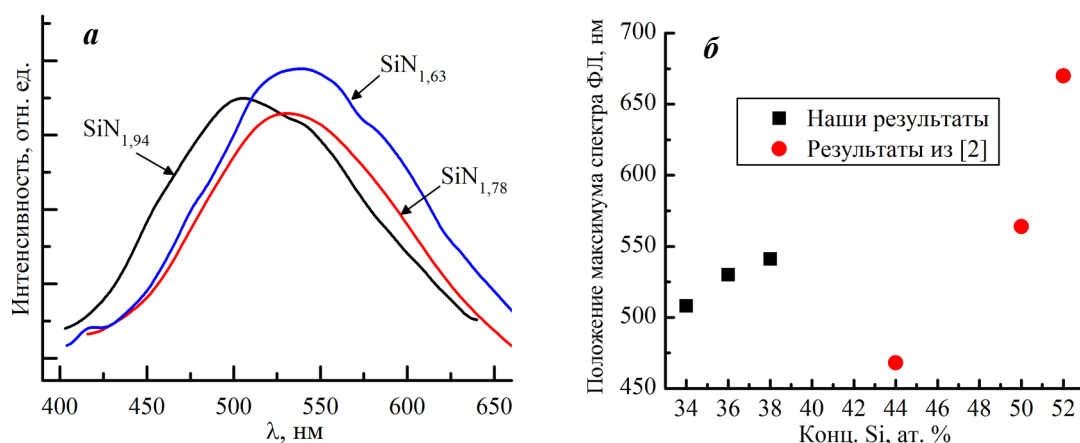 а
Интенсивность, отн. ед.
SiN1,94
SiN1,63
SiN1,78
400 450 500 550 600 650
λ, нм
б
Положение максимума спектра ФЛ, нм
700
650
600
550
500
450
Наши результаты
Результаты из [2]
34 36 38 40 42 44 46 48 50 52
Конц. Si, ат. %